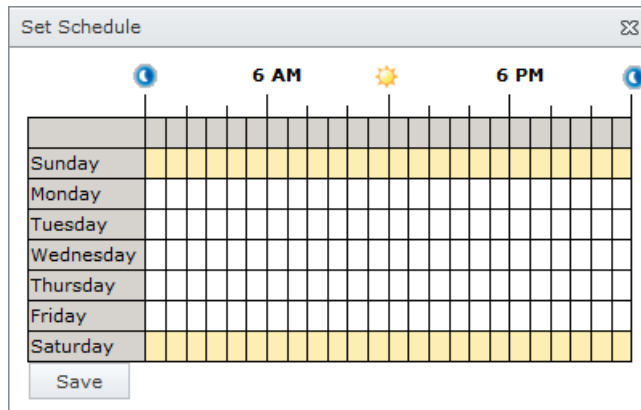 Set Schedule
6 AM 6 PM
Sunday
Monday
Tuesday
Wednesday
Thursday
Friday
Saturday
Save